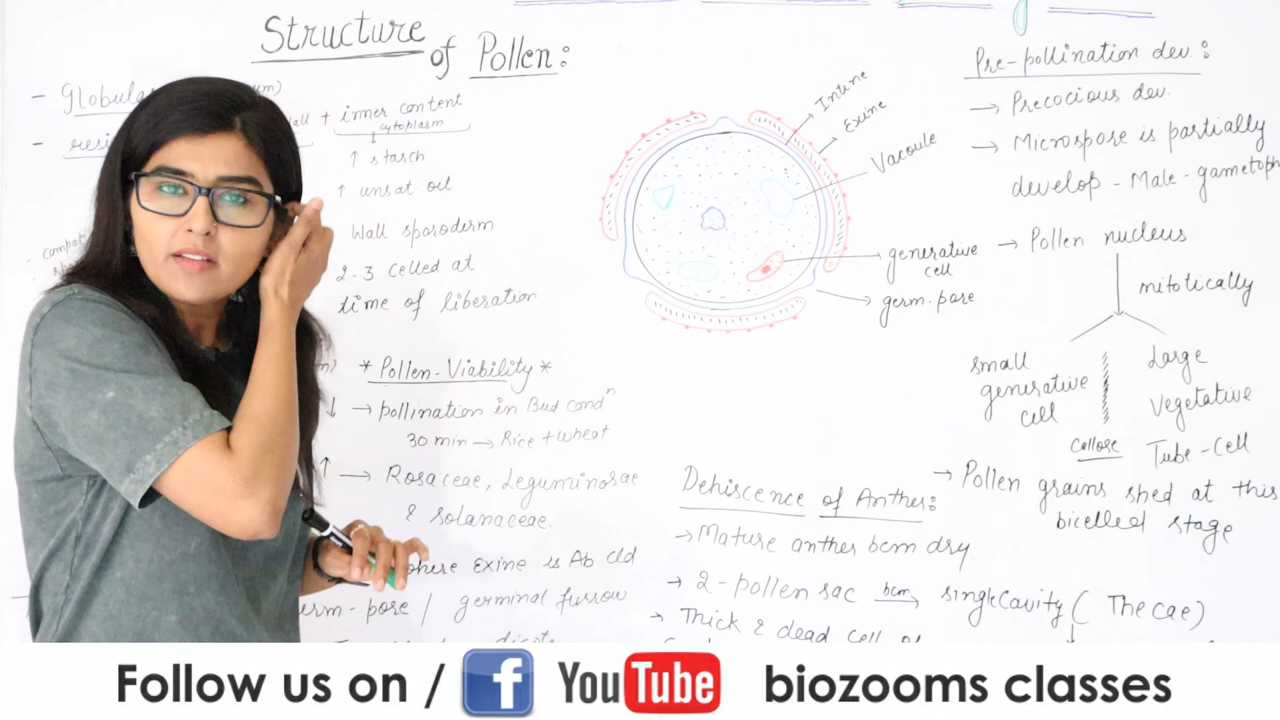 Structure
of Pollen:
- Globular
+ inner content
cytoplasm
↑ starch
↑ unsat oil
Wall sporoderm
2-3 celled at
time of liberation
* Pollen-Viability *
↓ → pollination in Bud condⁿ
30 min → Rice + wheat
↑ → Rosaceae, Leguminosae
& solanaceae
where Exine is Ab cld
germ-pore / germinal furrow
Intine
Exine
Vacoule
generative
cell
germ-pore
Pre-pollination dev.:
→ Precocious dev.
→ Microspose is partially
develop - Male - gametoph
→ Pollen nucleus
mitotically
small
generative
cell
Large
Vegetative
Tube-Cell
callose
→ Pollen grains shed at this
bicelled stage
Dehiscence of Anther:
→ Mature anther bcm dry
→ 2-pollen sac bcm single Cavity ( Thecae)
→ Thick & dead cell of
Follow us on / f YouTube biozooms classes